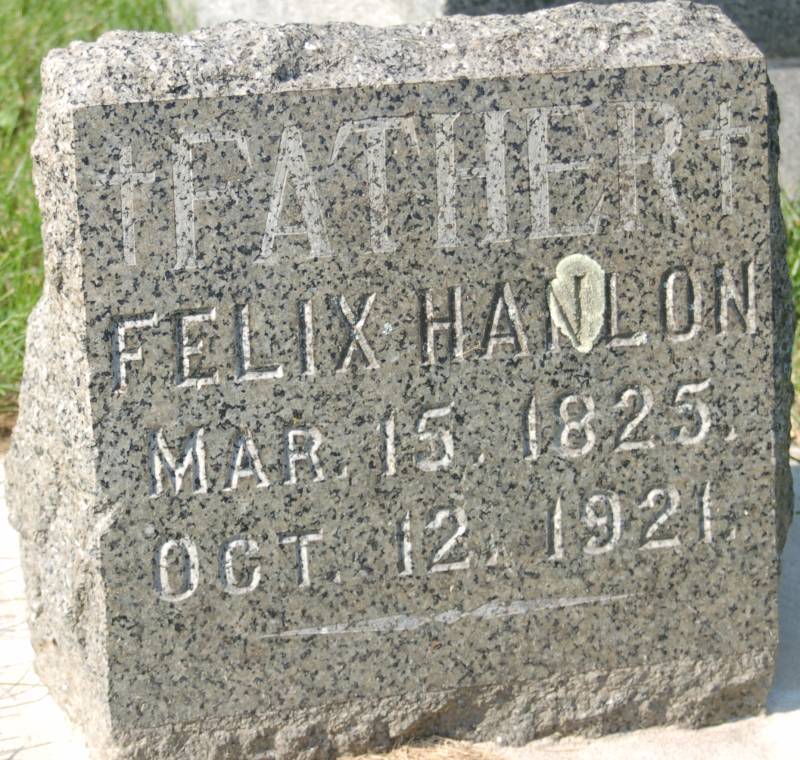 † FATHER †
FELIX HANLON
MAR. 15. 1825.
OCT. 12. 1921.